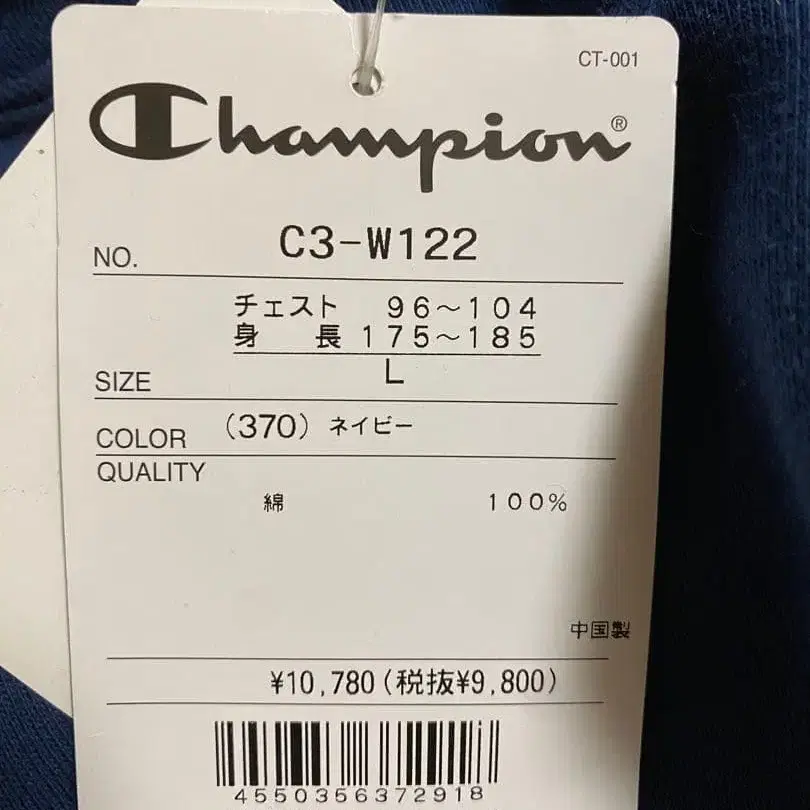 CT-001
Champion®
NO. C3-W122
チェスト 96～104
身長 175～185
SIZE L
COLOR (370) ネイビー
QUALITY
綿 100%
中国製
¥10,780(税抜¥9,800)
4550356372918